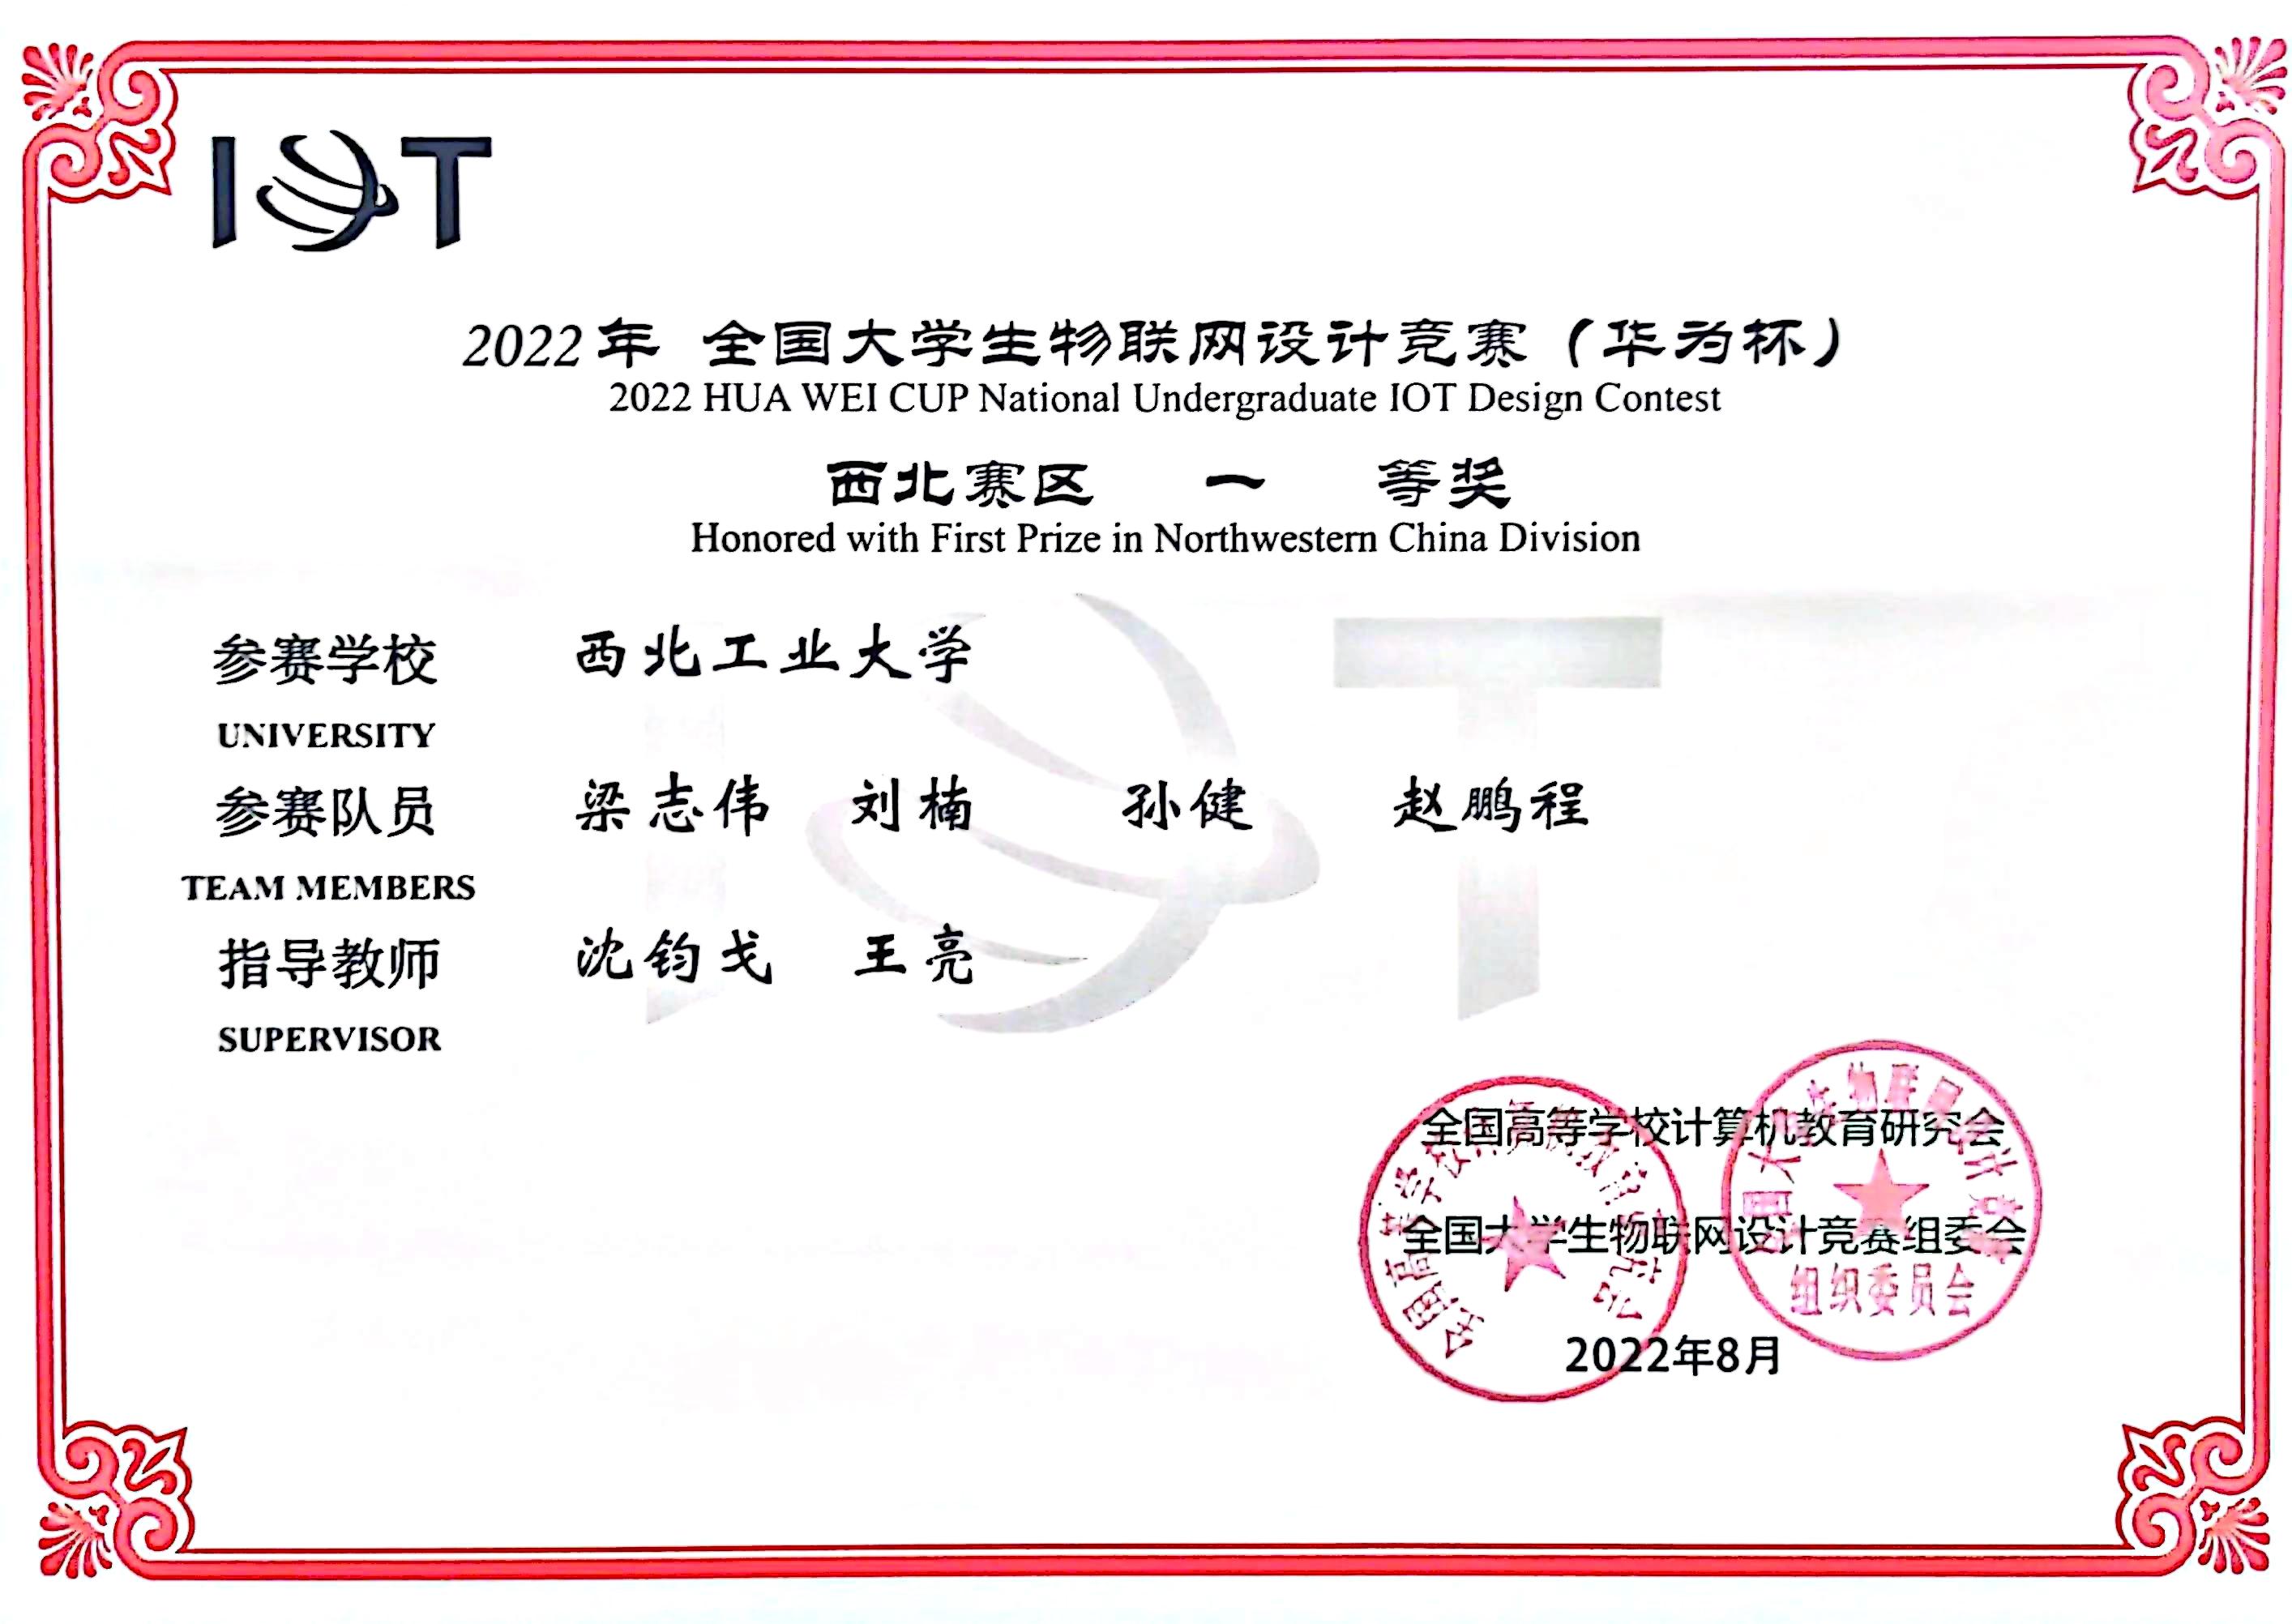 IOT
2022年 全国大学生物联网设计竞赛（华为杯）
2022 HUA WEI CUP National Undergraduate IOT Design Contest
西北赛区 一 等奖
Honored with First Prize in Northwestern China Division
参赛学校 西北工业大学
UNIVERSITY
参赛队员 梁志伟 刘楠 孙健 赵鹏程
TEAM MEMBERS
指导教师 沈钧戈 王亮
SUPERVISOR
全国高等学校计算机教育研究会
全国大学生物联网设计竞赛组委会
组织委员会
2022年8月